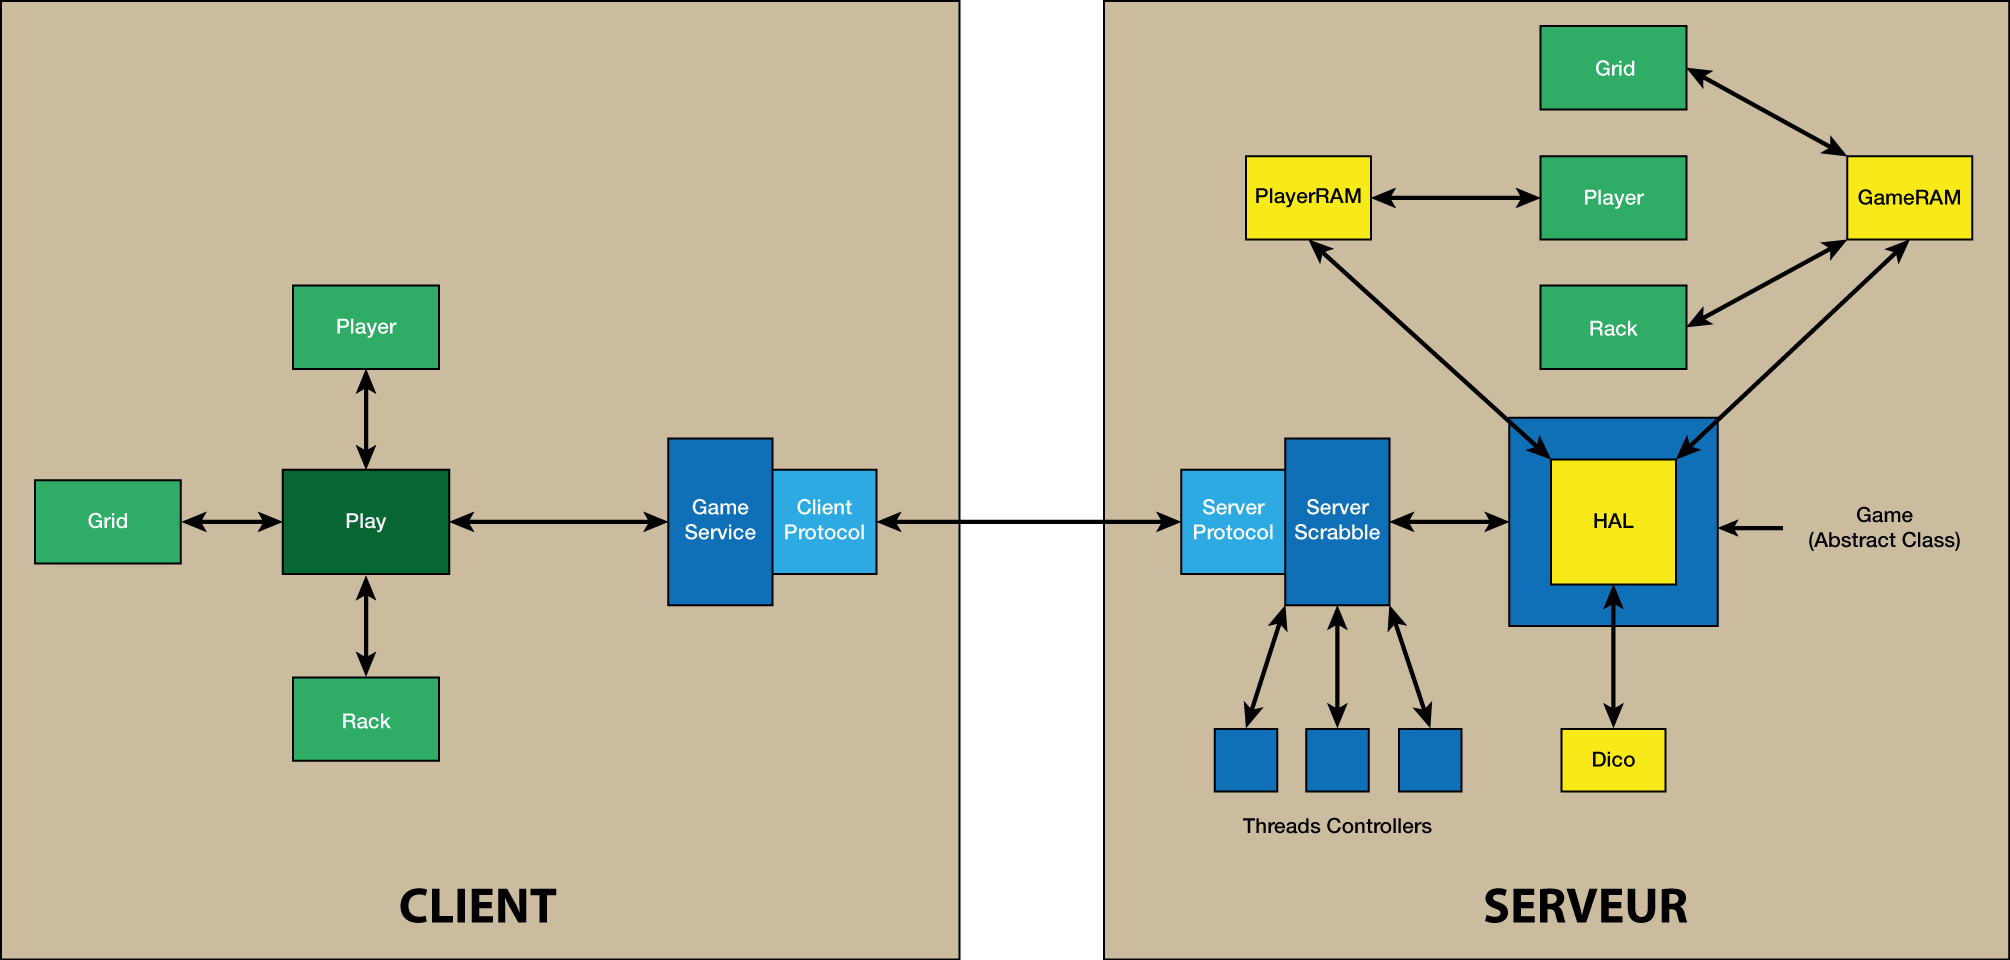 Player
Grid
Play
Rack
Game
Service
Client
Protocol
CLIENT
Grid
PlayerRAM
Player
GameRAM
Rack
Server
Protocol
Server
Scrabble
HAL
Game
(Abstract Class)
Dico
Threads Controllers
SERVEUR